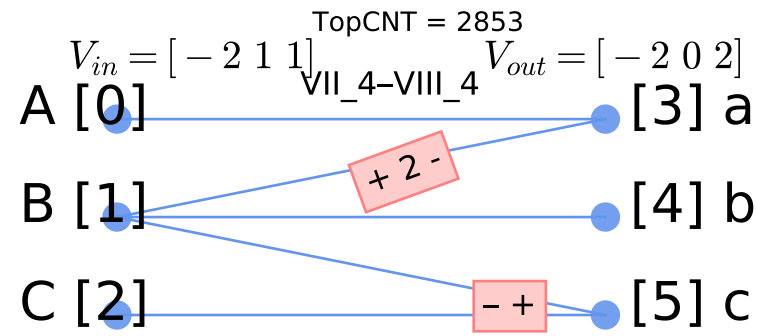 TopCNT = 2853
V_in = [ − 2 1 1] V_out = [ − 2 0 2]
VII_4–VIII_4
A [0] [3] a
+ 2 -
B [1] [4] b
– +
C [2] [5] c